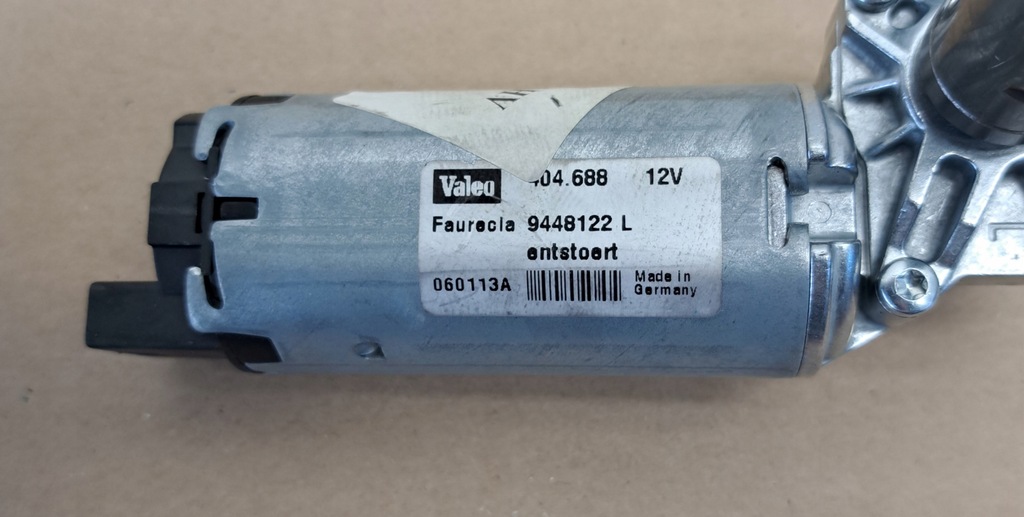 Valeo 404.688 12V
Faurecia 9448122 L
entstoert
060113A Made in
Germany